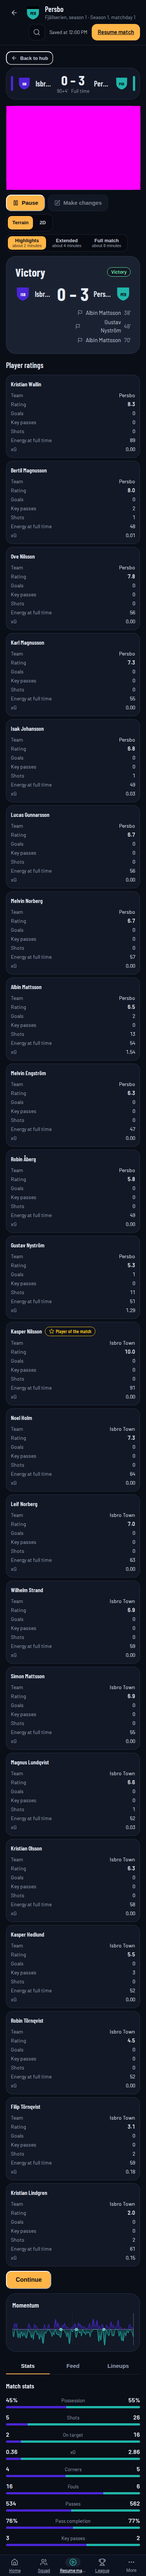 PER
Persbo
Fjällserien, season 1 · Season 1, matchday 1
Saved at 12:00 PM
Resume match
Back to hub
ISB
Isbr...
0 – 3
90+4' · Full time
Pers...
PER
Pause
Make changes
Terrain
2D
Highlights
about 2 minutes
Extended
about 4 minutes
Full match
about 6 minutes
Victory
Victory
ISB
Isbr...
0 – 3
Pers...
PER
Albin Mattsson 38'
Gustav Nyström 48'
Albin Mattsson 70'
Player ratings
Kristian Wallin
Team Persbo
Rating 8.3
Goals 0
Key passes 0
Shots 0
Energy at full time 89
xG 0.00
Bertil Magnusson
Team Persbo
Rating 8.0
Goals 0
Key passes 2
Shots 1
Energy at full time 48
xG 0.01
Ove Nilsson
Team Persbo
Rating 7.8
Goals 0
Key passes 0
Shots 0
Energy at full time 56
xG 0.00
Karl Magnusson
Team Persbo
Rating 7.3
Goals 0
Key passes 0
Shots 0
Energy at full time 55
xG 0.00
Isak Johansson
Team Persbo
Rating 6.8
Goals 0
Key passes 0
Shots 1
Energy at full time 48
xG 0.03
Lucas Gunnarsson
Team Persbo
Rating 6.7
Goals 0
Key passes 0
Shots 0
Energy at full time 56
xG 0.00
Melvin Norberg
Team Persbo
Rating 6.7
Goals 0
Key passes 0
Shots 0
Energy at full time 57
xG 0.00
Albin Mattsson
Team Persbo
Rating 6.5
Goals 2
Key passes 0
Shots 13
Energy at full time 54
xG 1.54
Melvin Engström
Team Persbo
Rating 6.3
Goals 0
Key passes 0
Shots 0
Energy at full time 47
xG 0.00
Robin Åberg
Team Persbo
Rating 5.8
Goals 0
Key passes 0
Shots 0
Energy at full time 49
xG 0.00
Gustav Nyström
Team Persbo
Rating 5.3
Goals 1
Key passes 0
Shots 11
Energy at full time 51
xG 1.29
Kasper Nilsson
Player of the match
Team Isbro Town
Rating 10.0
Goals 0
Key passes 0
Shots 0
Energy at full time 91
xG 0.00
Noel Holm
Team Isbro Town
Rating 7.3
Goals 0
Key passes 0
Shots 0
Energy at full time 64
xG 0.00
Leif Norberg
Team Isbro Town
Rating 7.0
Goals 0
Key passes 0
Shots 0
Energy at full time 63
xG 0.00
Wilhelm Strand
Team Isbro Town
Rating 6.9
Goals 0
Key passes 0
Shots 0
Energy at full time 59
xG 0.00
Simon Mattsson
Team Isbro Town
Rating 6.9
Goals 0
Key passes 0
Shots 0
Energy at full time 55
xG 0.00
Magnus Lundqvist
Team Isbro Town
Rating 6.6
Goals 0
Key passes 0
Shots 1
Energy at full time 52
xG 0.03
Kristian Olsson
Team Isbro Town
Rating 6.3
Goals 0
Key passes 0
Shots 0
Energy at full time 58
xG 0.00
Kasper Hedlund
Team Isbro Town
Rating 5.5
Goals 0
Key passes 3
Shots 0
Energy at full time 52
xG 0.00
Robin Törnqvist
Team Isbro Town
Rating 4.5
Goals 0
Key passes 0
Shots 0
Energy at full time 52
xG 0.00
Filip Törnqvist
Team Isbro Town
Rating 3.1
Goals 0
Key passes 0
Shots 2
Energy at full time 58
xG 0.18
Kristian Lindgren
Team Isbro Town
Rating 2.0
Goals 0
Key passes 0
Shots 2
Energy at full time 61
xG 0.15
Continue
Momentum
Stats
Feed
Lineups
Match stats
45% Possession 55%
5 Shots 26
2 On target 16
0.36 xG 2.86
4 Corners 5
16 Fouls 6
534 Passes 562
76% Pass completion 77%
3 Key passes 2
Home
Squad
Resume ma...
League
More